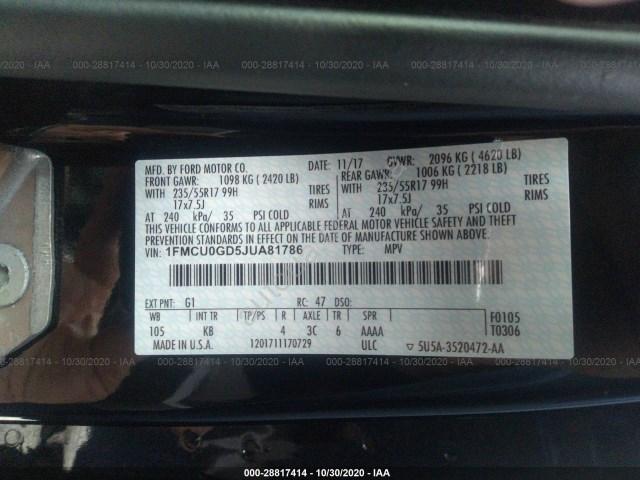 000-28817414 - 10/30/2020 - IAA 000-28817414 - 10/30/2020 - IAA 000-28817414 - 10/30/2020 - IAA
MFD. BY FORD MOTOR CO. DATE: 11/17 GVWR: 2096 KG ( 4620 LB)
FRONT GAWR: 1098 KG ( 2420 LB) REAR GAWR: 1006 KG ( 2218 LB)
WITH 235/55R17 99H TIRES WITH 235/55R17 99H TIRES
17x7.5J RIMS 17x7.5J RIMS
AT 240 kPa/ 35 PSI COLD AT 240 kPa/ 35 PSI COLD
THIS VEHICLE CONFORMS TO ALL APPLICABLE FEDERAL MOTOR VEHICLE SAFETY AND THEFT
PREVENTION STANDARDS IN EFFECT ON THE DATE OF MANUFACTURE SHOWN ABOVE.
VIN: 1FMCU0GD5JUA81786 TYPE: MPV
EXT PNT: G1 RC: 47 DSO:
WB INT TR TP/PS R AXLE TR SPR F0105
105 KB 4 3C 6 AAAA T0306
MADE IN U.S.A. 1201711170729 ULC ▽ 5U5A-3520472-AA
000-28817414 - 10/30/2020 - IAA 000-28817414 - 10/30/2020 - IAA 000-28817414 - 10/30/2020 - IAA
000-28817414 - 10/30/2020 - IAA